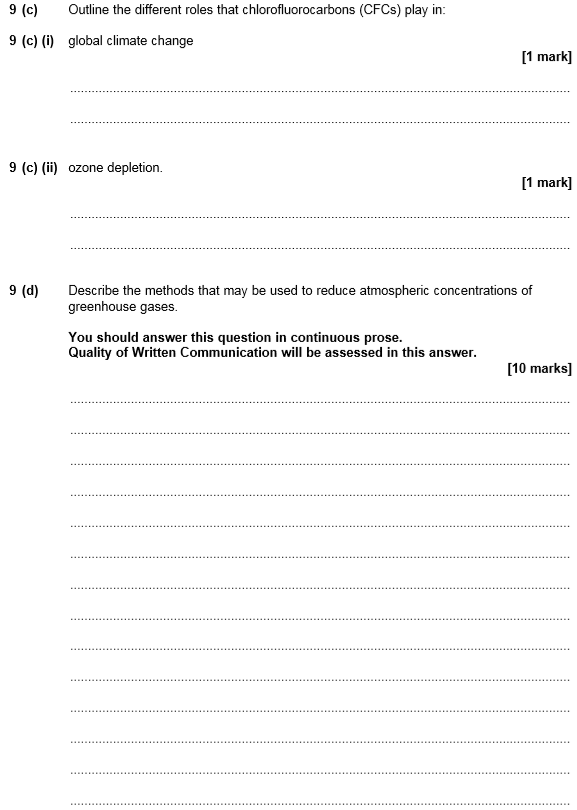 9 (c) Outline the different roles that chlorofluorocarbons (CFCs) play in:
9 (c) (i) global climate change
[1 mark]
9 (c) (ii) ozone depletion.
[1 mark]
9 (d) Describe the methods that may be used to reduce atmospheric concentrations of
greenhouse gases.
You should answer this question in continuous prose.
Quality of Written Communication will be assessed in this answer.
[10 marks]